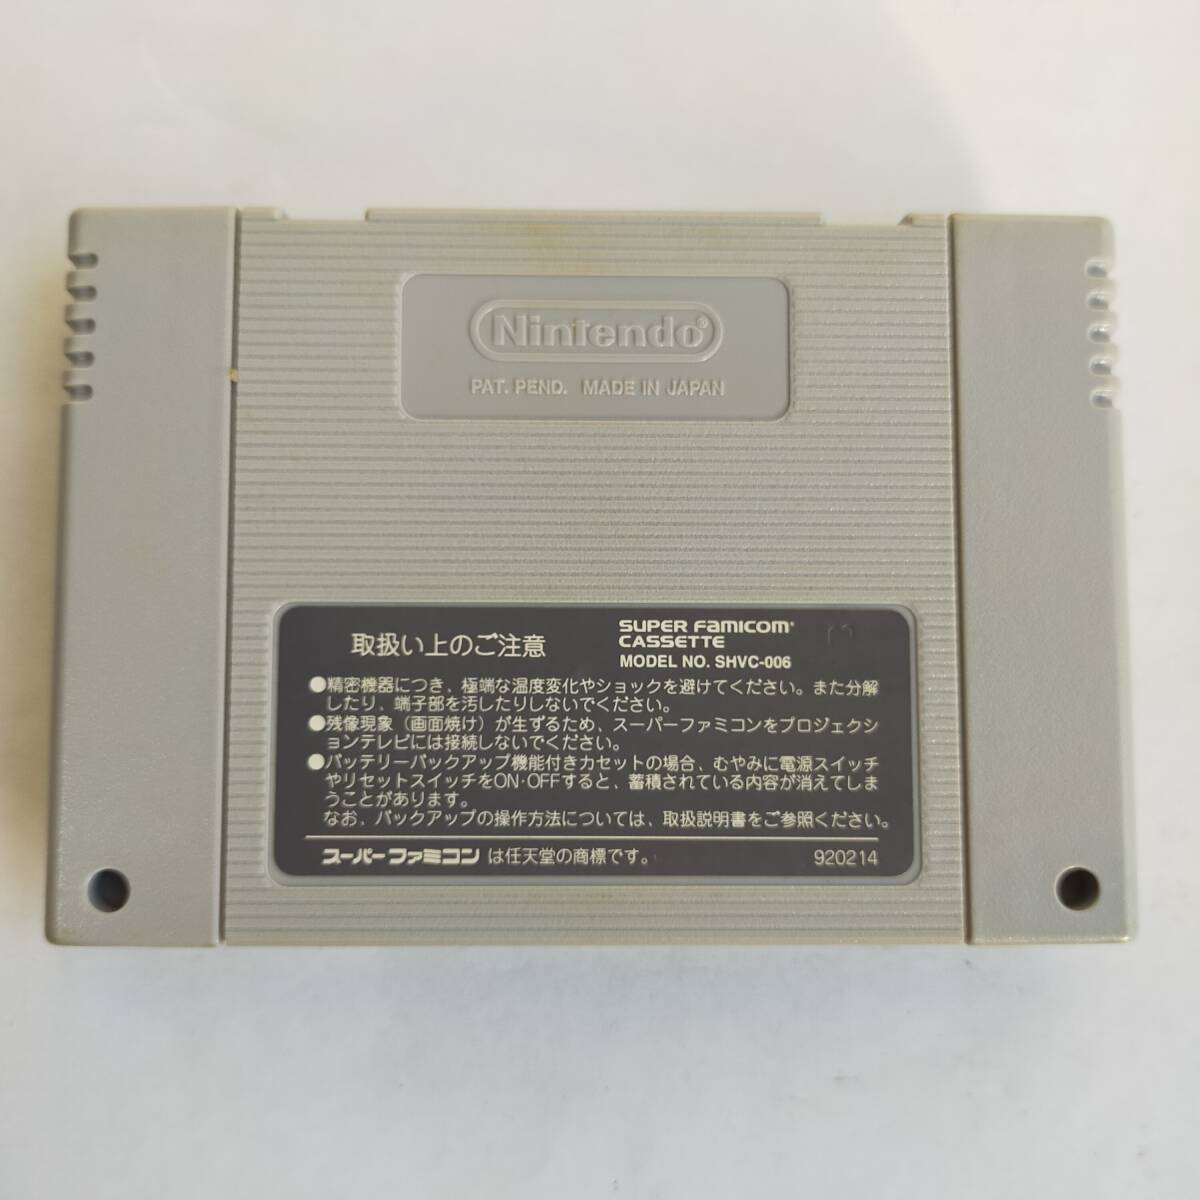 Nintendo®
PAT. PEND. MADE IN JAPAN
取扱い上のご注意
SUPER FAMICOM
CASSETTE
MODEL NO. SHVC-006
●精密機器につき、極端な温度変化やショックを避けてください。また分解
したり、端子部を汚したりしないでください。
●残像現象（画面焼け）が生ずるため、スーパーファミコンをプロジェクシ
ョンテレビには接続しないでください。
●バッテリーバックアップ機能付きカセットの場合、むやみに電源スイッチ
やリセットスイッチをON·OFFすると、蓄積されている内容が消えてしま
うことがあります。
なお、バックアップの操作方法については、取扱説明書をご参照ください。
スーパーファミコン は任天堂の商標です。
920214